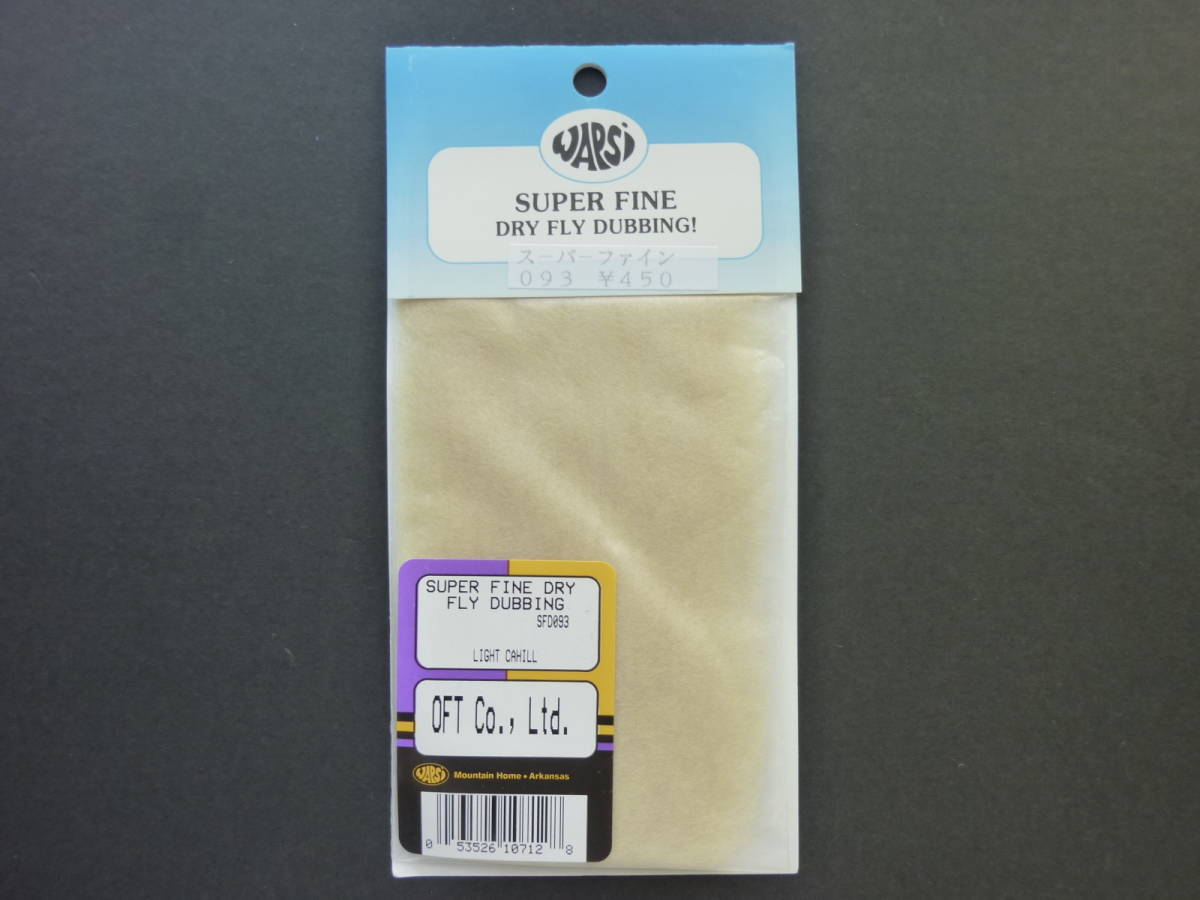 WAPSi
SUPER FINE
DRY FLY DUBBING!
スーパーファイン
093 ¥450
SUPER FINE DRY
FLY DUBBING
SFD093
LIGHT CAHILL
OFT Co., Ltd.
WAPSi Mountain Home • Arkansas
0 53526 10712 8